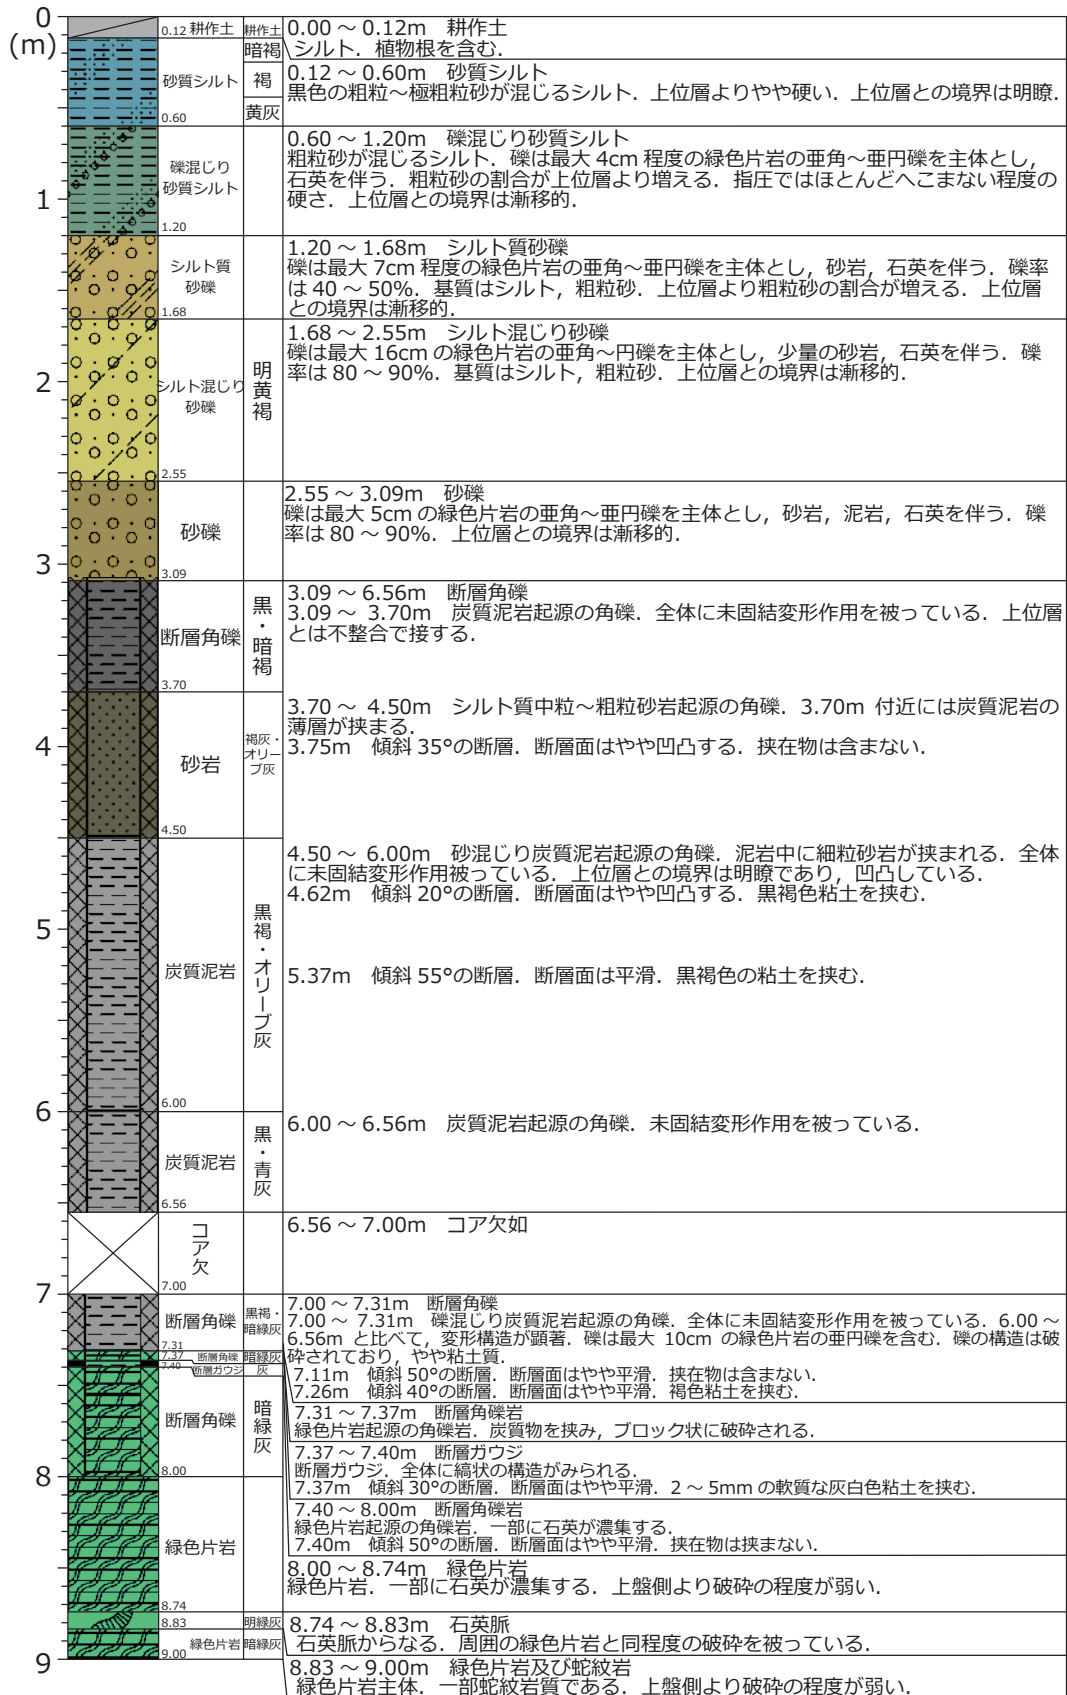 0
(m)
0.12 耕作土
耕作土
0.00 ～ 0.12m　耕作土
シルト．植物根を含む．
暗褐
砂質シルト
褐
黄灰
0.60
0.12 ～ 0.60m　砂質シルト
黒色の粗粒～極粗粒砂が混じるシルト．上位層よりやや硬い．上位層との境界は明瞭．
礫混じり
砂質シルト
1
1.20
0.60 ～ 1.20m　礫混じり砂質シルト
粗粒砂が混じるシルト．礫は最大 4cm 程度の緑色片岩の亜角～亜円礫を主体とし，
石英を伴う．粗粒砂の割合が上位層より増える．指圧ではほとんどへこまない程度の
硬さ．上位層との境界は漸移的．
シルト質
砂礫
1.68
1.20 ～ 1.68m　シルト質砂礫
礫は最大 7cm 程度の緑色片岩の亜角～亜円礫を主体とし，砂岩，石英を伴う．礫率
は 40 ～ 50%．基質はシルト，粗粒砂．上位層より粗粒砂の割合が増える．上位層
との境界は漸移的．
2
シルト混じり
砂礫
2.55
明黄褐
1.68 ～ 2.55m　シルト混じり砂礫
礫は最大 16cm の緑色片岩の亜角～円礫を主体とし，少量の砂岩，石英を伴う．礫
率は 80 ～ 90%．基質はシルト，粗粒砂．上位層との境界は漸移的．
砂礫
3
3.09
2.55 ～ 3.09m　砂礫
礫は最大 5cm の緑色片岩の亜角～亜円礫を主体とし，砂岩，泥岩，石英を伴う．礫
率は 80 ～ 90%．上位層との境界は漸移的．
断層角礫
3.70
黒・暗褐
3.09 ～ 6.56m　断層角礫
3.09 ～ 3.70m　炭質泥岩起源の角礫．全体に未固結変形作用を被っている．上位層
とは不整合で接する．
4
砂岩
4.50
褐灰・
オリー
ブ灰
3.70 ～ 4.50m　シルト質中粒～粗粒砂岩起源の角礫．3.70m 付近には炭質泥岩の
薄層が挟まる．
3.75m　傾斜 35°の断層．断層面はやや凹凸する．挟在物は含まない．
5
炭質泥岩
6.00
黒褐・オリーブ灰
4.50 ～ 6.00m　砂混じり炭質泥岩起源の角礫．泥岩中に細粒砂岩が挟まれる．全体
に未固結変形作用被っている．上位層との境界は明瞭であり，凹凸している．
4.62m　傾斜 20°の断層．断層面はやや凹凸する．黒褐色粘土を挟む．
5.37m　傾斜 55°の断層．断層面は平滑．黒褐色の粘土を挟む．
6
炭質泥岩
6.56
黒・青灰
6.00 ～ 6.56m　炭質泥岩起源の角礫．未固結変形作用を被っている．
コア欠
7.00
6.56 ～ 7.00m　コア欠如
7
断層角礫
7.31
黒褐・
暗緑灰
7.00 ～ 7.31m　断層角礫
7.00 ～ 7.31m　礫混じり炭質泥岩起源の角礫．全体に未固結変形作用を被っている．6.00 ～
6.56m と比べて，変形構造が顕著．礫は最大 10cm の緑色片岩の亜円礫を含む．礫の構造は破
砕されており，やや粘土質．
7.11m　傾斜 50°の断層．断層面はやや平滑．挟在物は含まない．
7.26m　傾斜 40°の断層．断層面はやや平滑．褐色粘土を挟む．
7.37
断層角礫
暗緑灰
7.31 ～ 7.37m　断層角礫岩
緑色片岩起源の角礫岩．炭質物を挟み，ブロック状に破砕される．
7.40
断層ガウジ
灰
7.37 ～ 7.40m　断層ガウジ
断層ガウジ．全体に縞状の構造がみられる．
7.37m　傾斜 30°の断層．断層面はやや平滑．2 ～ 5mm の軟質な灰白色粘土を挟む．
断層角礫
8.00
暗緑灰
7.40 ～ 8.00m　断層角礫岩
緑色片岩起源の角礫岩．一部に石英が濃集する．
7.40m　傾斜 50°の断層．断層面はやや平滑．挟在物は挟まない．
8
緑色片岩
8.74
8.00 ～ 8.74m　緑色片岩
緑色片岩．一部に石英が濃集する．上盤側より破砕の程度が弱い．
8.83
明緑灰
8.74 ～ 8.83m　石英脈
石英脈からなる．周囲の緑色片岩と同程度の破砕を被っている．
9
9.00
緑色片岩
暗緑灰
8.83 ～ 9.00m　緑色片岩及び蛇紋岩
緑色片岩主体．一部蛇紋岩質である．上盤側より破砕の程度が弱い．